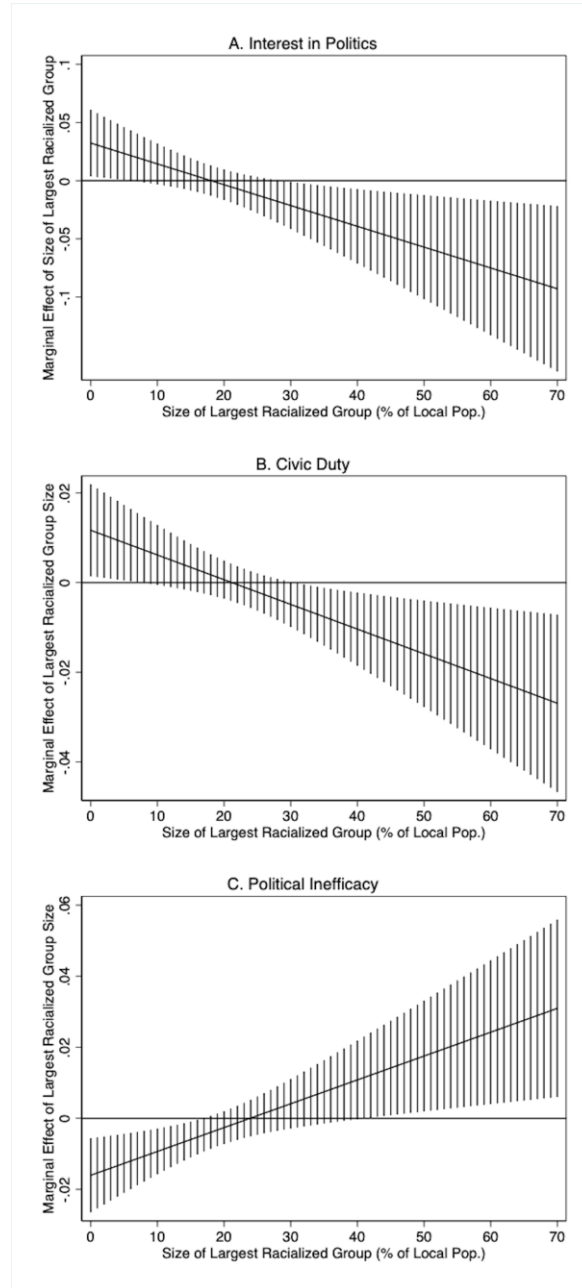 A. Interest in Politics
Marginal Effect of Size of Largest Racialized Group
.1
.05
0
-.05
-.1
0 10 20 30 40 50 60 70
Size of Largest Racialized Group (% of Local Pop.)
B. Civic Duty
Marginal Effect of Largest Racialized Group Size
.02
0
-.02
-.04
0 10 20 30 40 50 60 70
Size of Largest Racialized Group (% of Local Pop.)
C. Political Inefficacy
Marginal Effect of Largest Racialized Group Size
.06
.04
.02
0
-.02
0 10 20 30 40 50 60 70
Size of Largest Racialized Group (% of Local Pop.)